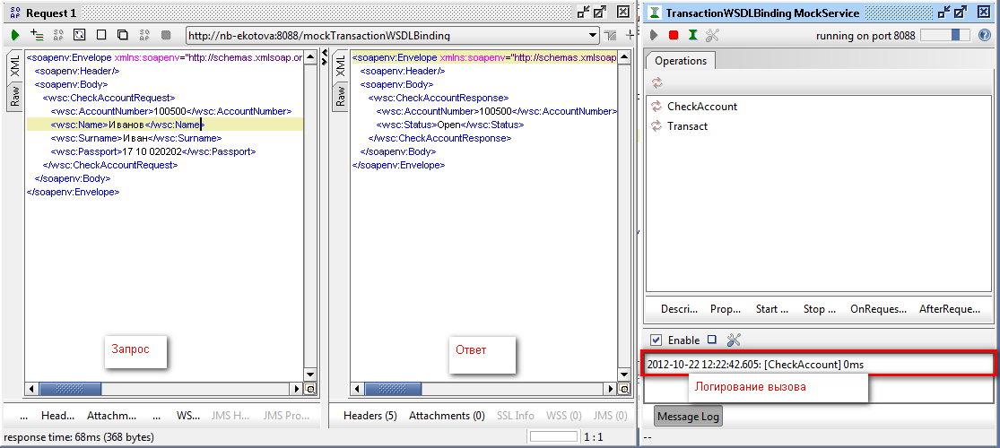 SO AP Request 1
http://nb-ekotova:8088/mockTransactionWSDLBinding
XML
Raw
<soapenv:Envelope xmlns:soapenv="http://schemas.xmlsoap.or
<soapenv:Header/>
<soapenv:Body>
<wsc:CheckAccountRequest>
<wsc:AccountNumber>100500</wsc:AccountNumber>
<wsc:Name>Иванов</wsc:Name>
<wsc:Surname>Иван</wsc:Surname>
<wsc:Passport>17 10 020202</wsc:Passport>
</wsc:CheckAccountRequest>
</soapenv:Body>
</soapenv:Envelope>
Запрос
... Head... Attachm... ... WS... JMS H... JMS Pro...
response time: 68ms (368 bytes)
XML
Raw
<soapenv:Envelope xmlns:soapenv="http://schemas.xmlsoap
<soapenv:Header/>
<soapenv:Body>
<wsc:CheckAccountResponse>
<wsc:AccountNumber>100500</wsc:AccountNumber>
<wsc:Status>Open</wsc:Status>
</wsc:CheckAccountResponse>
</soapenv:Body>
</soapenv:Envelope>
Ответ
Headers (5) Attachments (0) SSL Info WSS (0) JMS (0)
1 : 1
TransactionWSDLBinding MockService
running on port 8088
Operations
CheckAccount
Transact
Descri... Prop... Start ... Stop ... OnReques... AfterReque...
Enable
2012-10-22 12:22:42.605: [CheckAccount] 0ms
Логирование вызова
Message Log
--